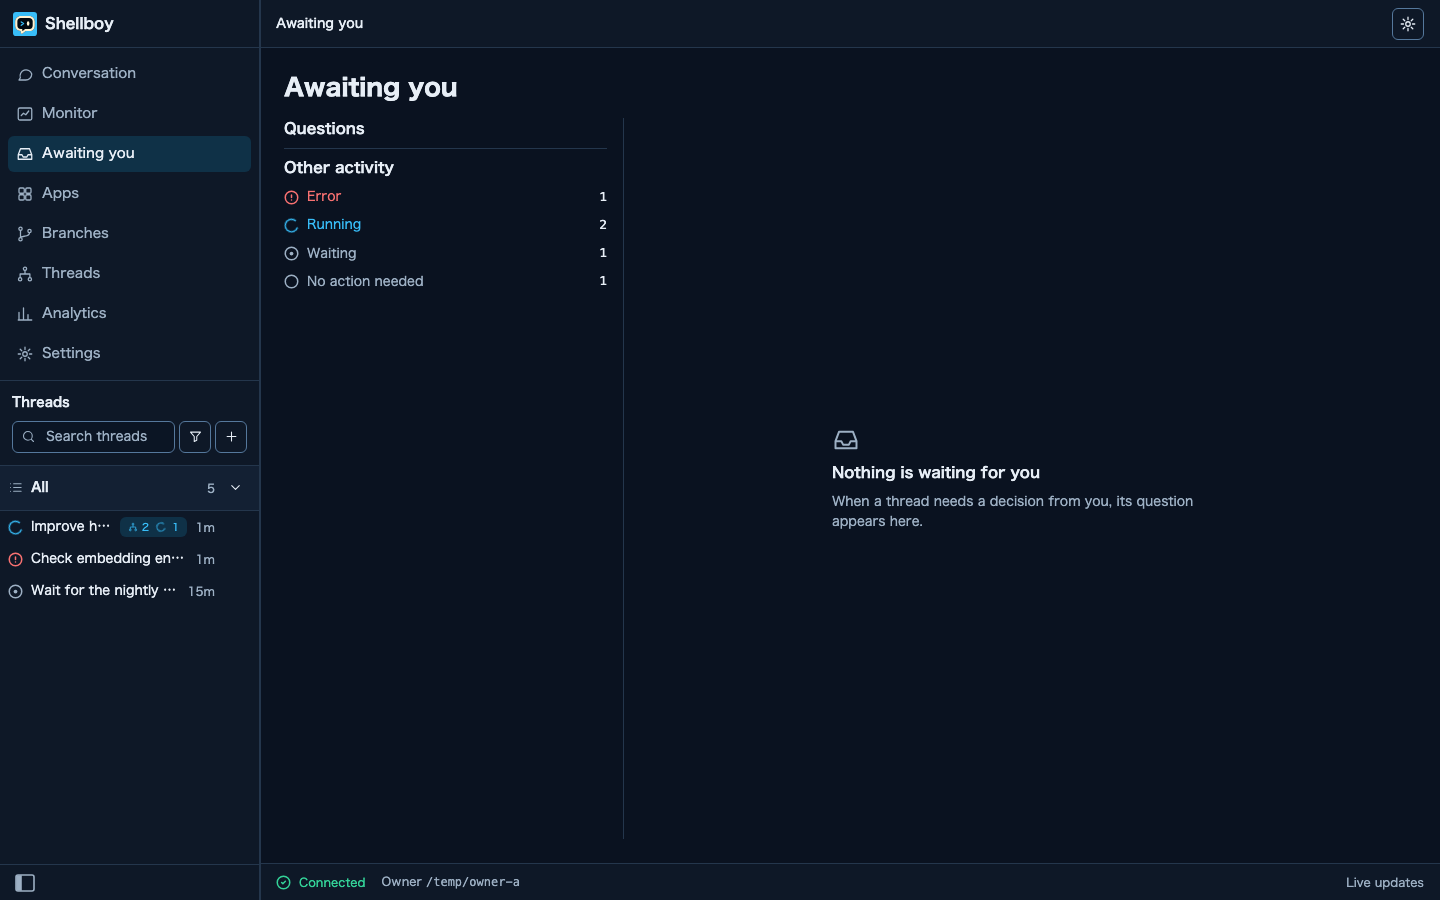 Shellboy
Awaiting you
Conversation
Monitor
Awaiting you
Apps
Branches
Threads
Analytics
Settings
Threads
Search threads
All 5
Improve h··· 2 1 1m
Check embedding en··· 1m
Wait for the nightly ··· 15m
Awaiting you
Questions
Other activity
Error 1
Running 2
Waiting 1
No action needed 1
Nothing is waiting for you
When a thread needs a decision from you, its question
appears here.
Connected Owner /temp/owner-a
Live updates